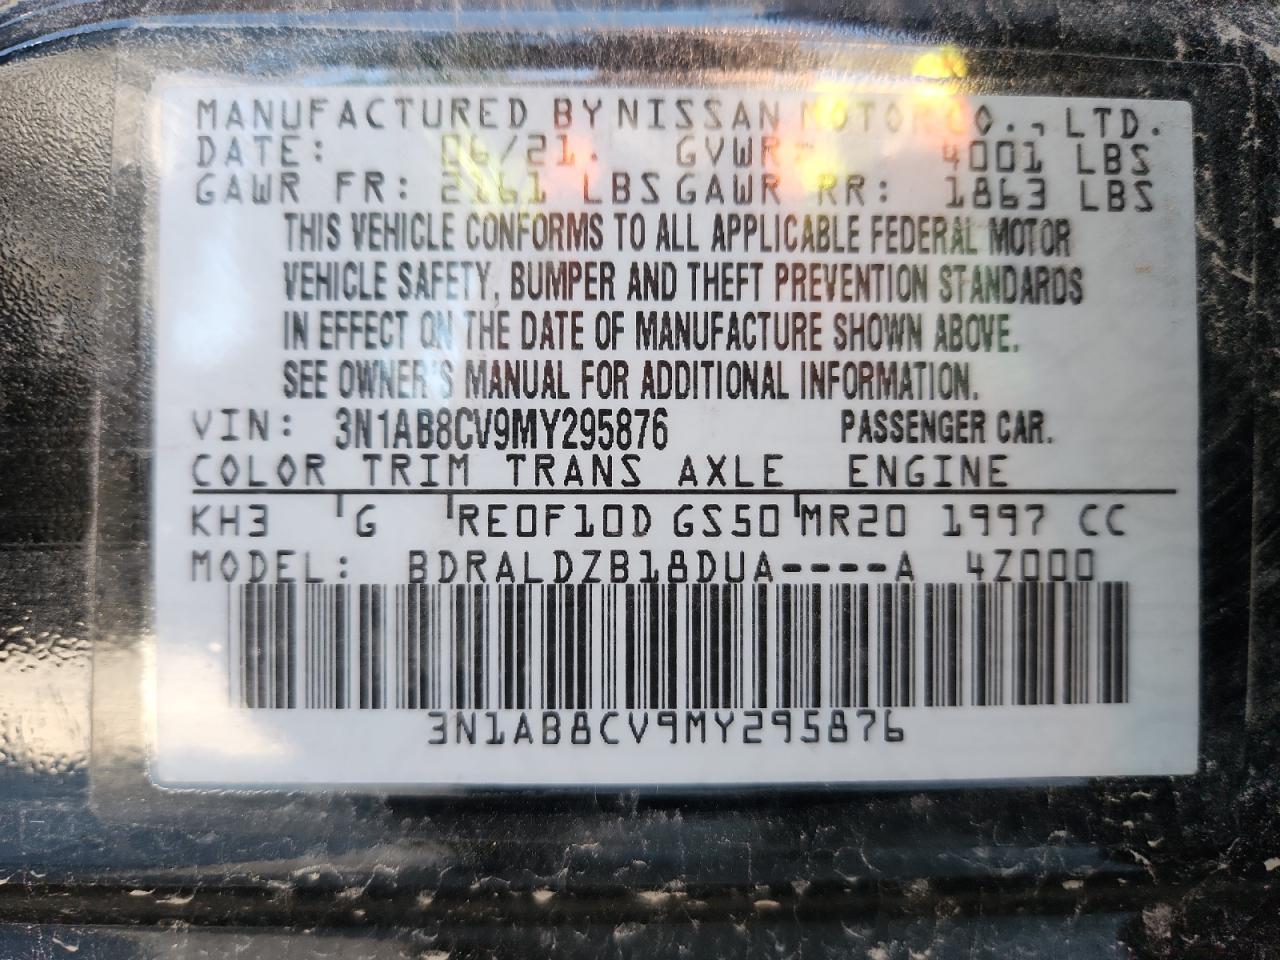 MANUFACTURED BY NISSAN MOTOR CO., LTD.
DATE: 06/21. GVWR: 4001 LBS
GAWR FR: 2161 LBS GAWR RR: 1863 LBS
THIS VEHICLE CONFORMS TO ALL APPLICABLE FEDERAL MOTOR
VEHICLE SAFETY, BUMPER AND THEFT PREVENTION STANDARDS
IN EFFECT ON THE DATE OF MANUFACTURE SHOWN ABOVE.
SEE OWNER'S MANUAL FOR ADDITIONAL INFORMATION.
VIN: 3N1AB8CV9MY295876 PASSENGER CAR.
COLOR TRIM TRANS AXLE ENGINE
KH3 G RE0F10D GS50 MR20 1997 CC
MODEL: BDRALDZB18DUA----A 4Z000
3N1AB8CV9MY295876